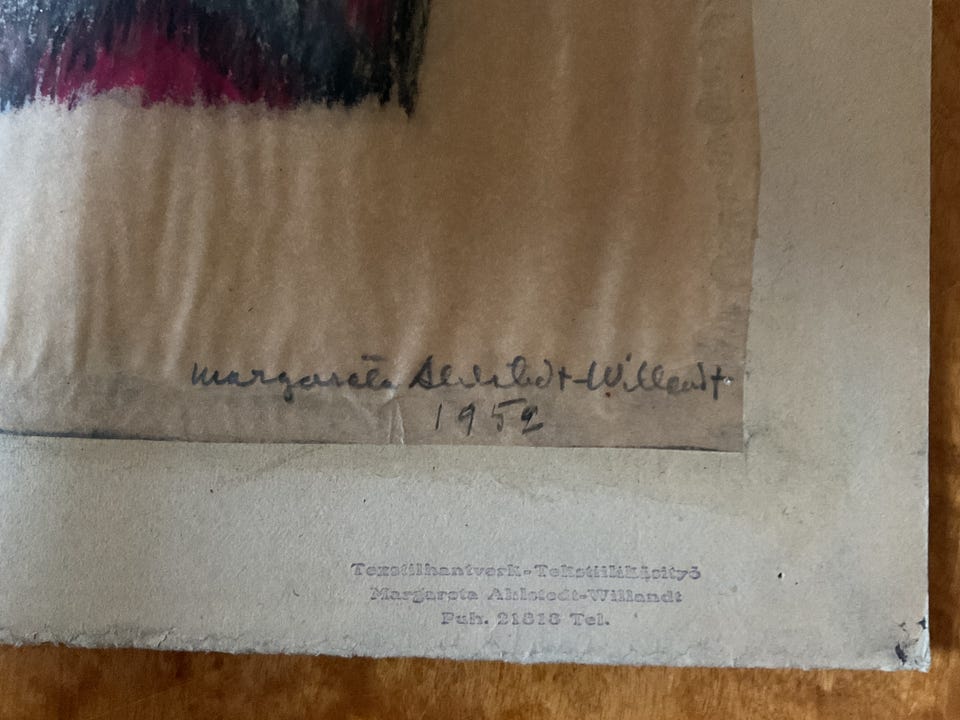 Margareta Ahlstedt-Willandt
1952
Textilhantverk-Tekstiilikäsityö
Margareta Ahlstedt-Willandt
Puh. 21818 Tel.